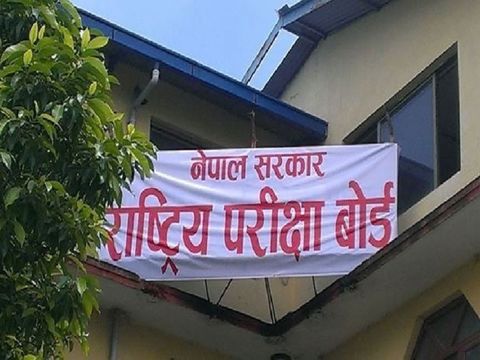 नेपाल सरकार
राष्ट्रिय परीक्षा बोर्ड